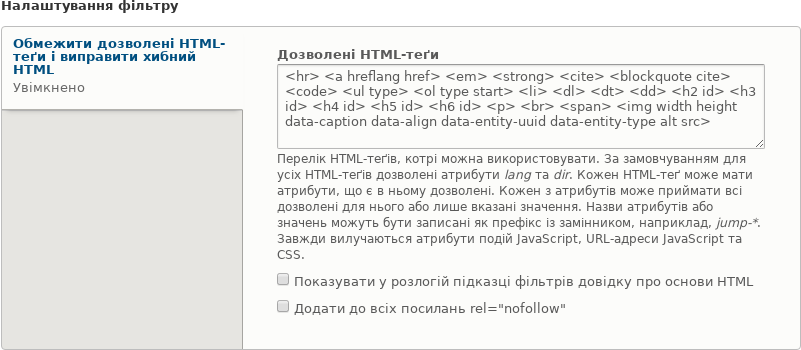 Налаштування фільтру
Обмежити дозволені HTML-
теґи і виправити хибний
HTML
Увімкнено
Дозволені HTML-теґи
<hr> <a hreflang href> <em> <strong> <cite> <blockquote cite>
<code> <ul type> <ol type start> <li> <dl> <dt> <dd> <h2 id> <h3
id> <h4 id> <h5 id> <h6 id> <p> <br> <span> <img width height
data-caption data-align data-entity-uuid data-entity-type alt src>
Перелік HTML-теґів, котрі можна використовувати. За замовчуванням для
усіх HTML-теґів дозволені атрибути lang та dir. Кожен HTML-теґ може мати
атрибути, що є в ньому дозволені. Кожен з атрибутів може приймати всі
дозволені для нього або лише вказані значення. Назви атрибутів або
значень можуть бути записані як префікс із замінником, наприклад, jump-*.
Завжди вилучаються атрибути подій JavaScript, URL-адреси JavaScript та
CSS.
Показувати у розлогій підказці фільтрів довідку про основи HTML
Додати до всіх посилань rel="nofollow"